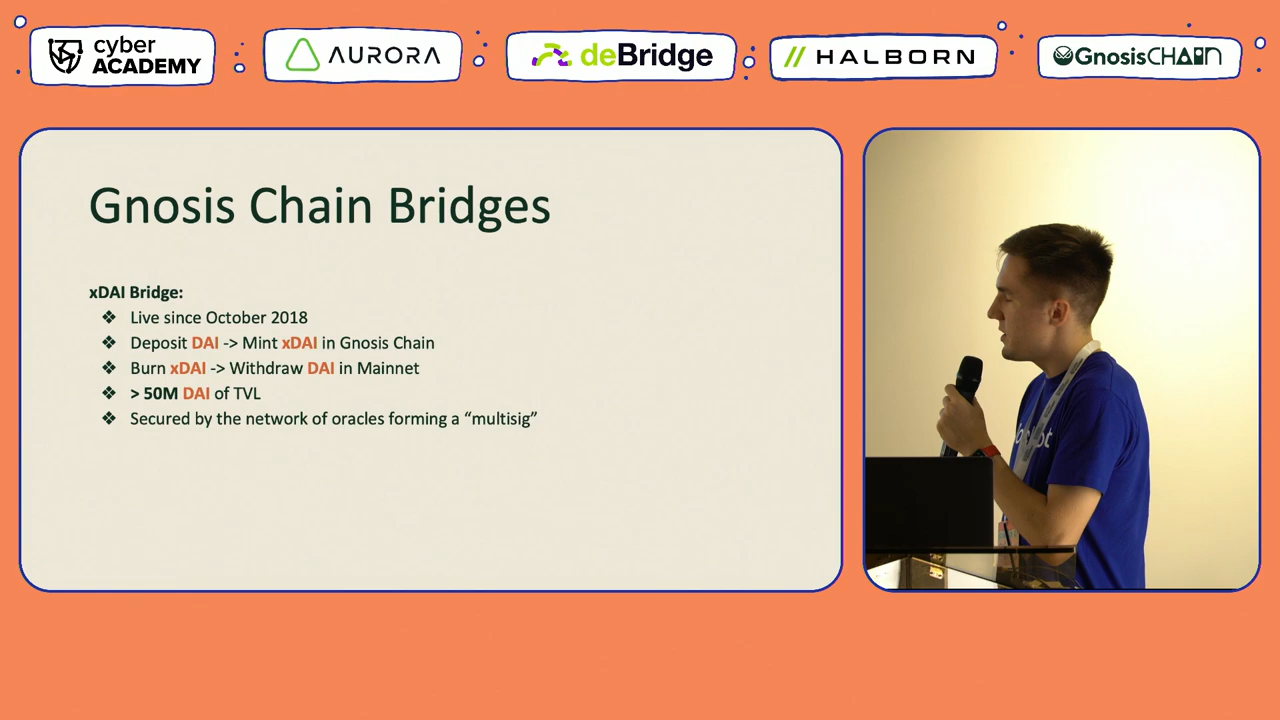 cyber
ACADEMY
AURORA
deBridge
HALBORN
GnosisCHAIN
Gnosis Chain Bridges
xDAI Bridge:
❖ Live since October 2018
❖ Deposit DAI -> Mint xDAI in Gnosis Chain
❖ Burn xDAI -> Withdraw DAI in Mainnet
❖ > 50M DAI of TVL
❖ Secured by the network of oracles forming a “multisig”